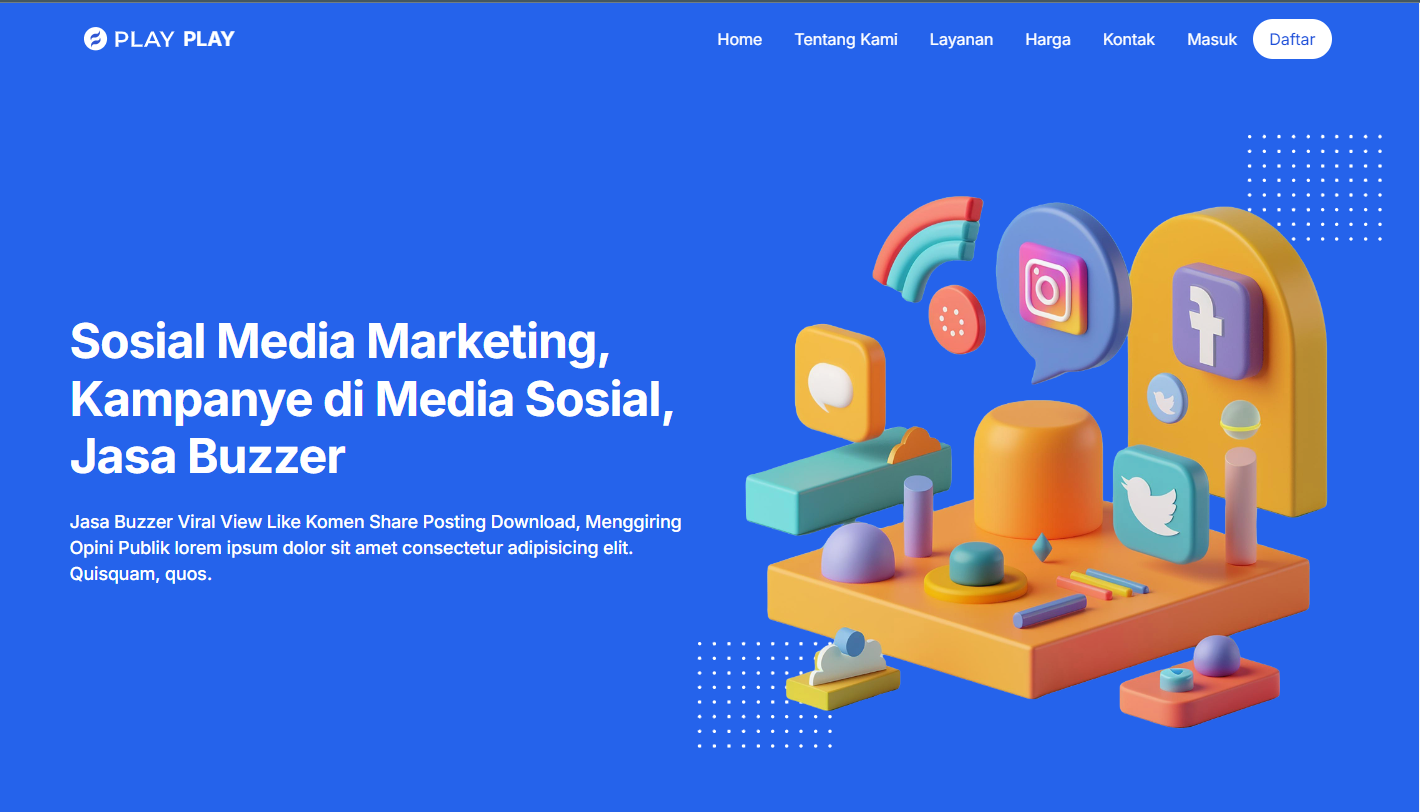 PLAY PLAY
Home Tentang Kami Layanan Harga Kontak Masuk Daftar
Sosial Media Marketing,
Kampanye di Media Sosial,
Jasa Buzzer
Jasa Buzzer Viral View Like Komen Share Posting Download, Menggiring
Opini Publik lorem ipsum dolor sit amet consectetur adipisicing elit.
Quisquam, quos.